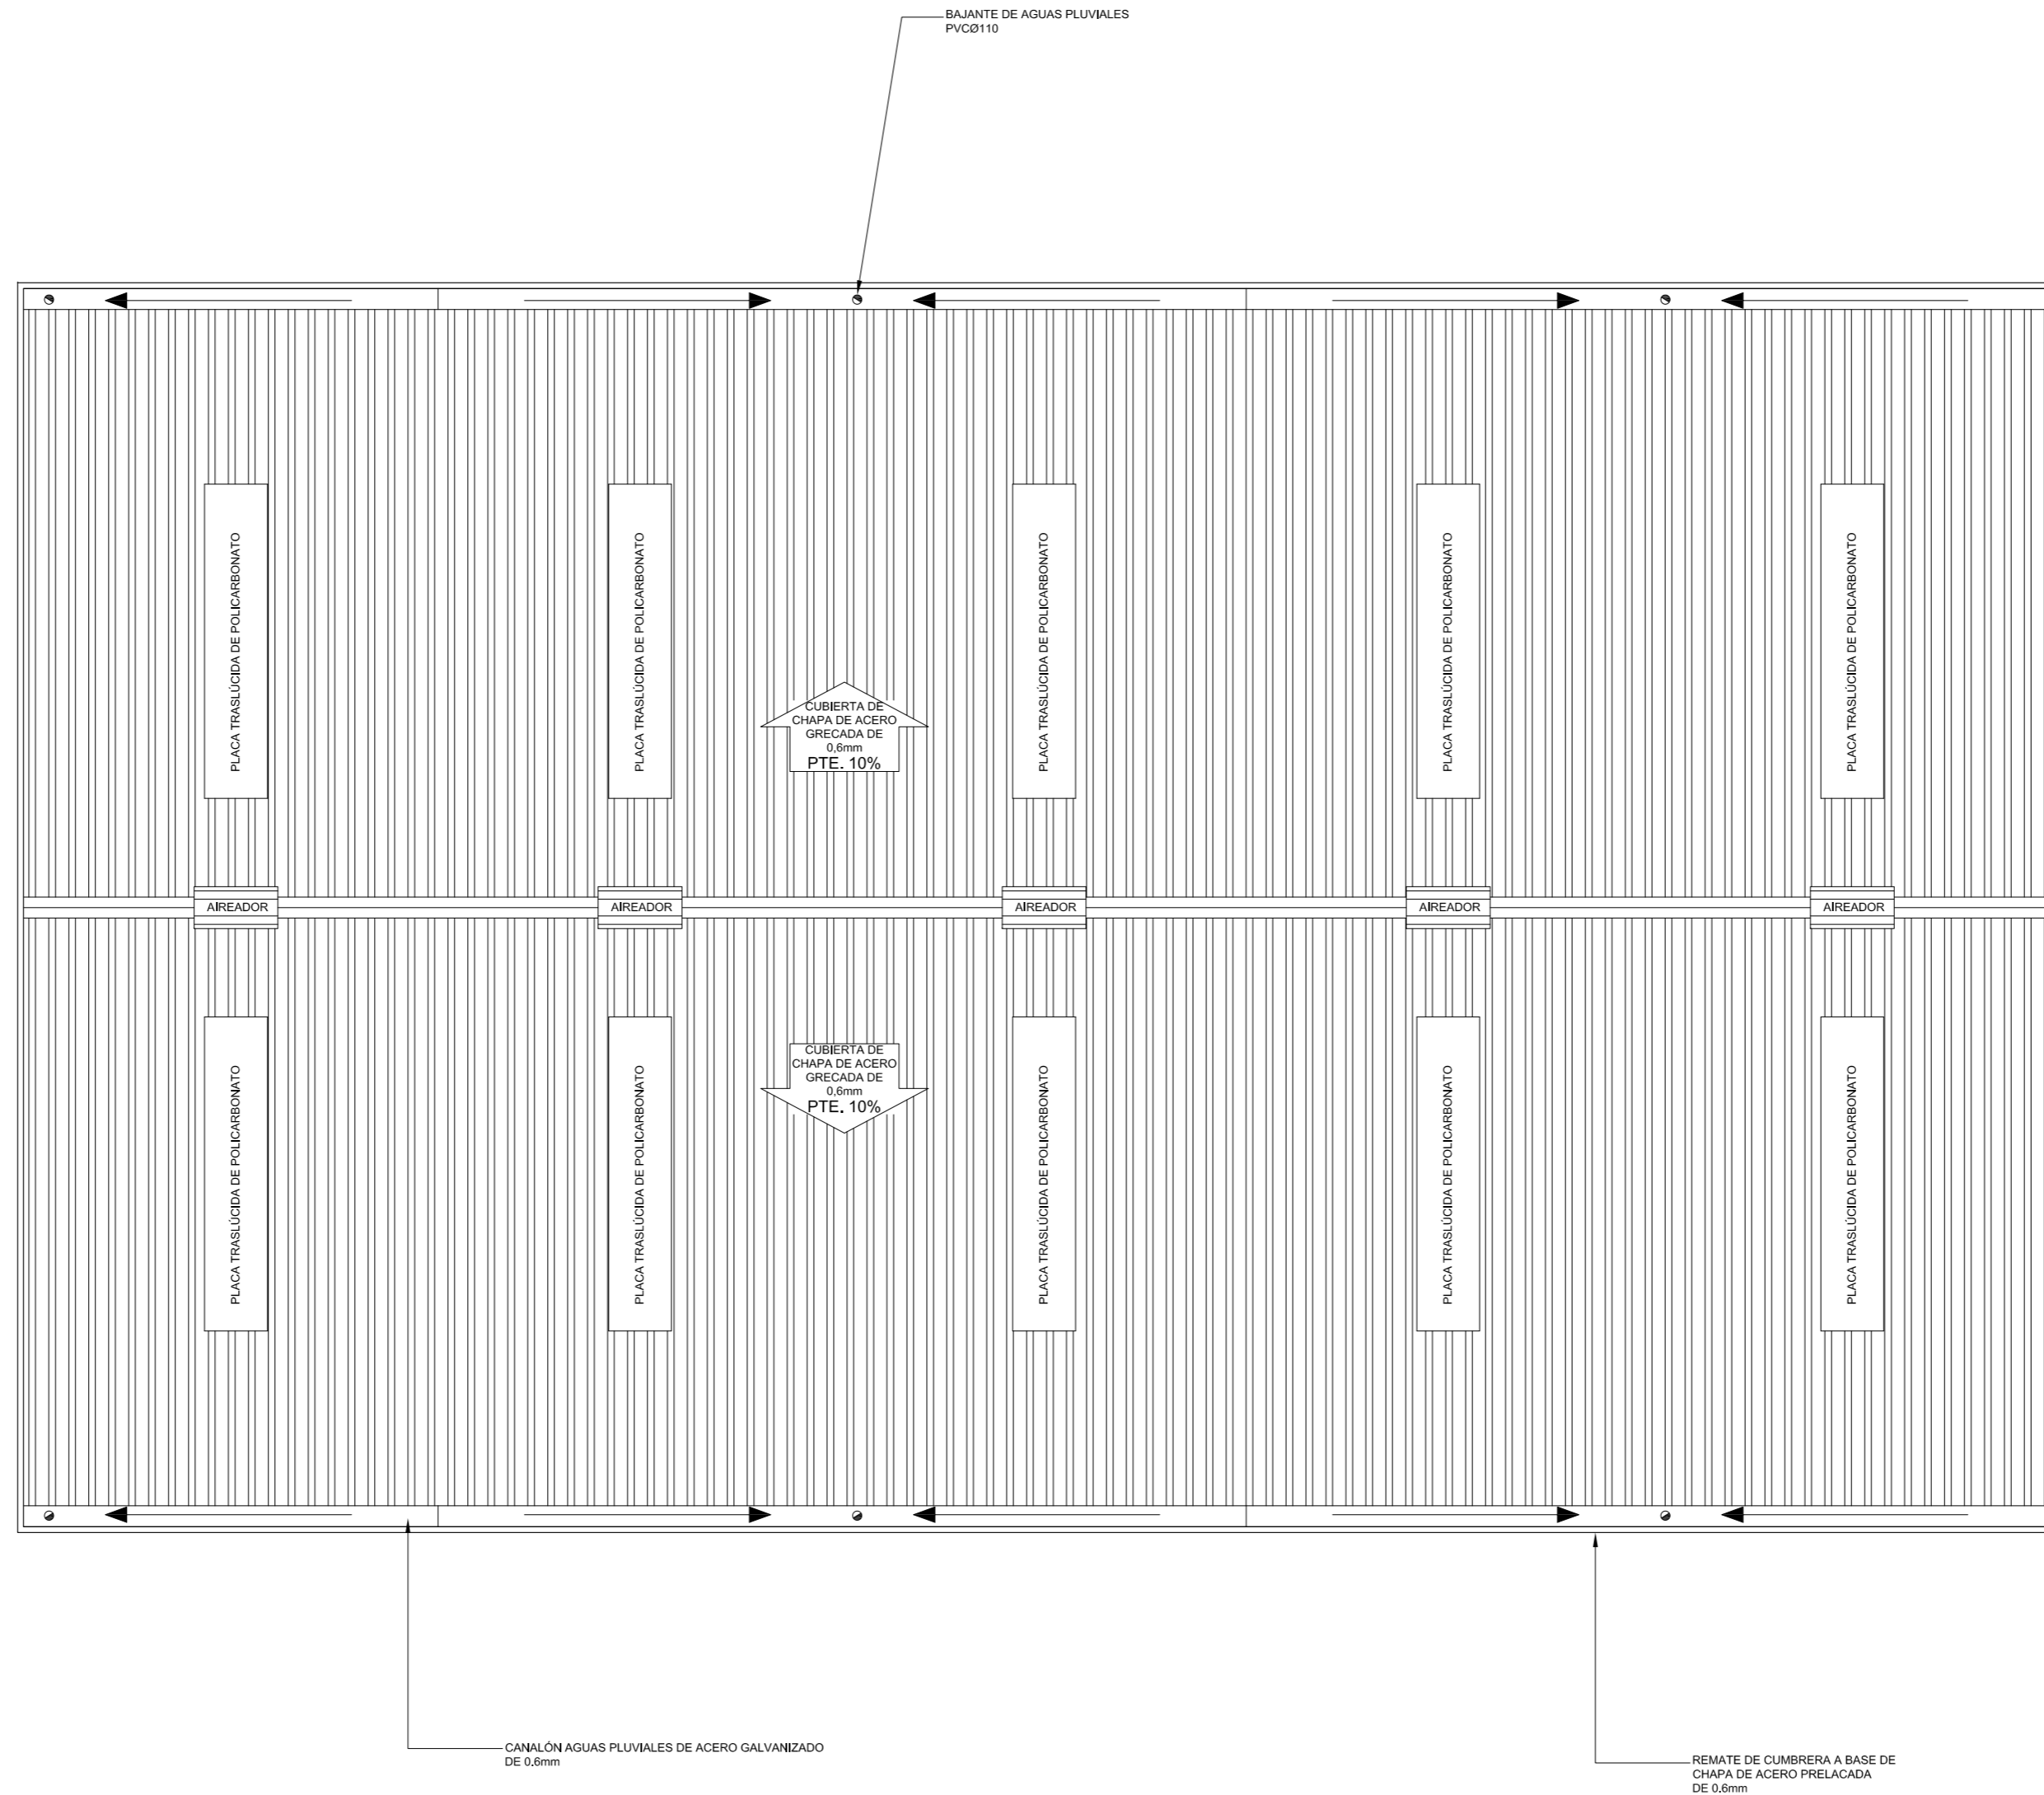 BAJANTE DE AGUAS PLUVIALES
PVCØ110
PLACA TRASLÚCIDA DE POLICARBONATO
PLACA TRASLÚCIDA DE POLICARBONATO
PLACA TRASLÚCIDA DE POLICARBONATO
PLACA TRASLÚCIDA DE POLICARBONATO
PLACA TRASLÚCIDA DE POLICARBONATO
CUBIERTA DE
CHAPA DE ACERO
GRECADA DE
0,6mm
PTE. 10%
AIREADOR
AIREADOR
AIREADOR
AIREADOR
AIREADOR
CUBIERTA DE
CHAPA DE ACERO
GRECADA DE
0,6mm
PTE. 10%
PLACA TRASLÚCIDA DE POLICARBONATO
PLACA TRASLÚCIDA DE POLICARBONATO
PLACA TRASLÚCIDA DE POLICARBONATO
PLACA TRASLÚCIDA DE POLICARBONATO
PLACA TRASLÚCIDA DE POLICARBONATO
CANALÓN AGUAS PLUVIALES DE ACERO GALVANIZADO
DE 0.6mm
REMATE DE CUMBRERA A BASE DE
CHAPA DE ACERO PRELACADA
DE 0.6mm